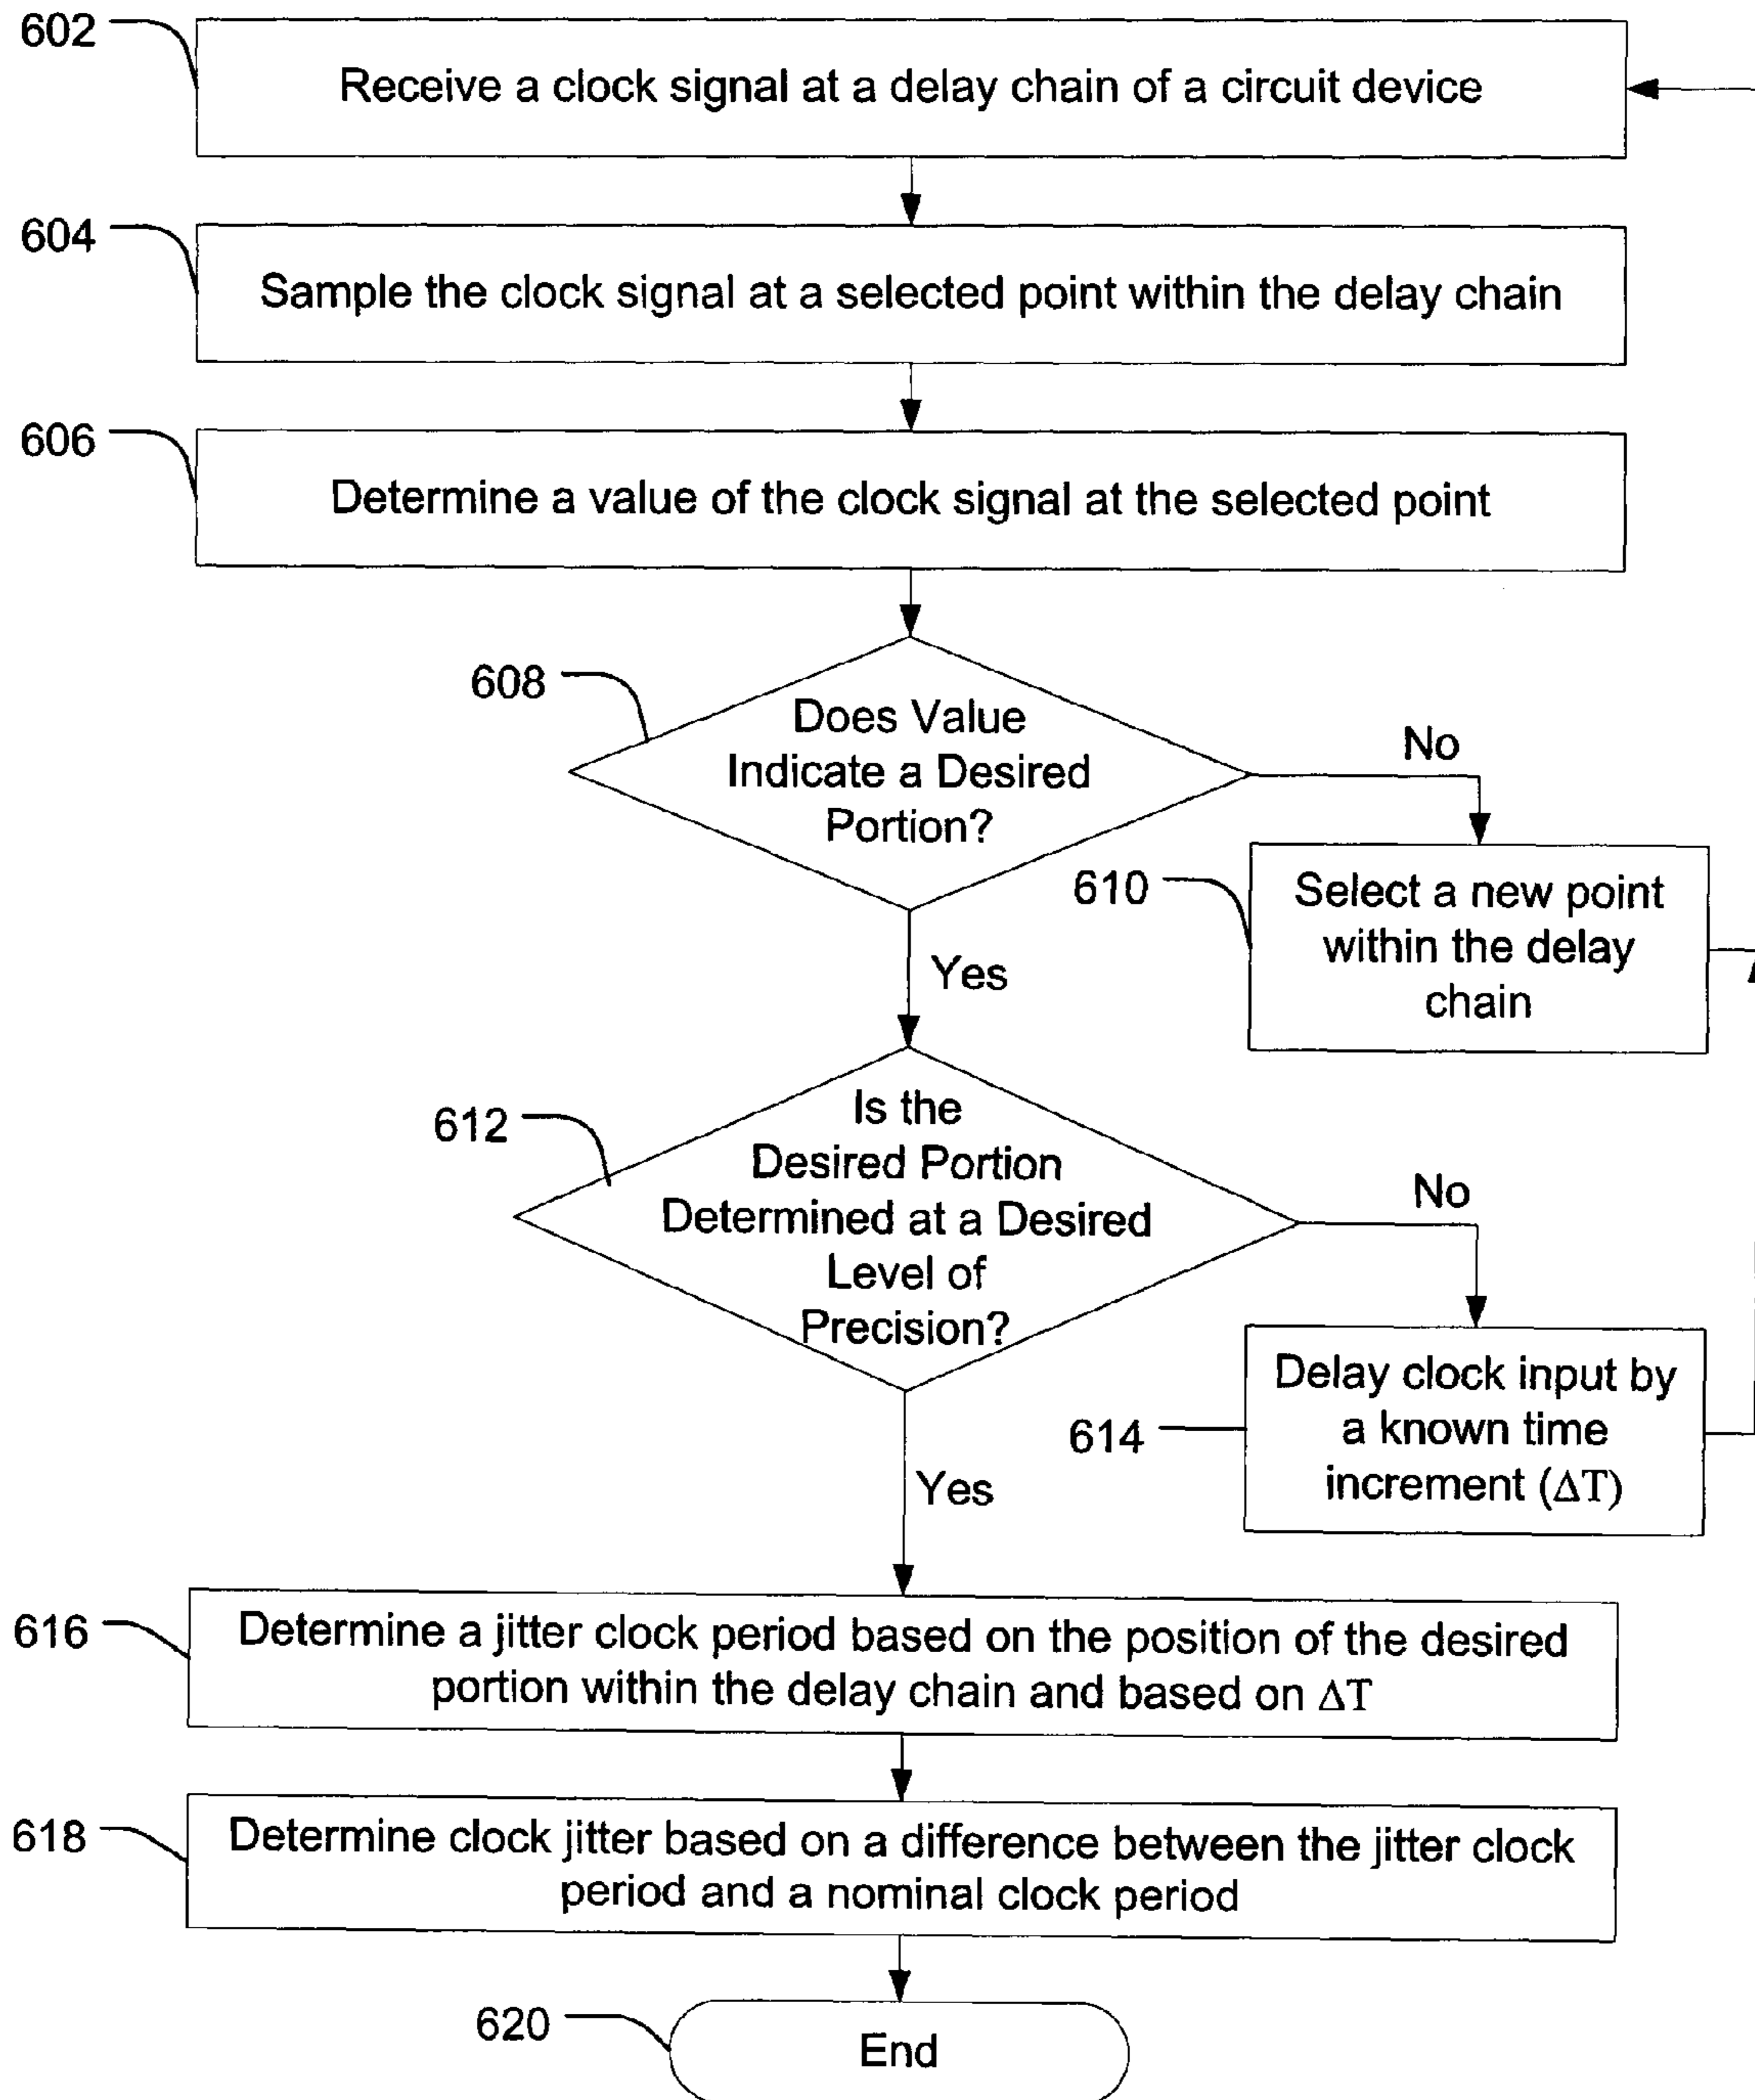 602
Receive a clock signal at a delay chain of a circuit device
604
Sample the clock signal at a selected point within the delay chain
606
Determine a value of the clock signal at the selected point
608
Does Value
Indicate a Desired
Portion?
No
610
Select a new point
within the delay
chain
Yes
612
Is the
Desired Portion
Determined at a Desired
Level of
Precision?
No
614
Delay clock input by
a known time
increment (ΔT)
Yes
616
Determine a jitter clock period based on the position of the desired
portion within the delay chain and based on ΔT
618
Determine clock jitter based on a difference between the jitter clock
period and a nominal clock period
620
End